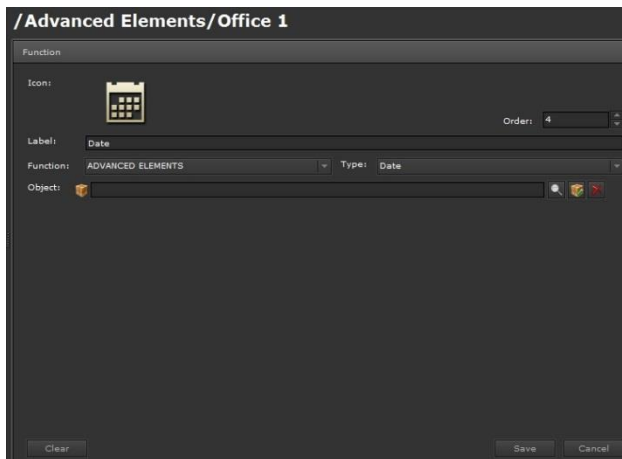 /Advanced Elements/Office 1
Function
Icon:
Order: 4
Label: Date
Function: ADVANCED ELEMENTS Type: Date
Object:
Clear Save Cancel